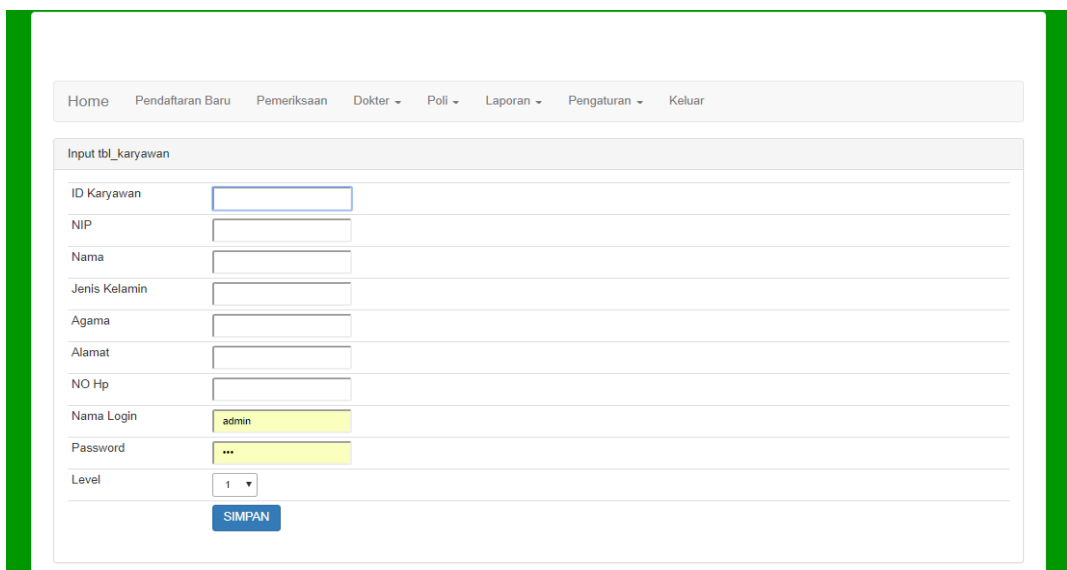 Home Pendaftaran Baru Pemeriksaan Dokter Poli Laporan Pengaturan Keluar
Input tbl_karyawan
ID Karyawan
NIP
Nama
Jenis Kelamin
Agama
Alamat
NO Hp
Nama Login admin
Password •••
Level 1
SIMPAN